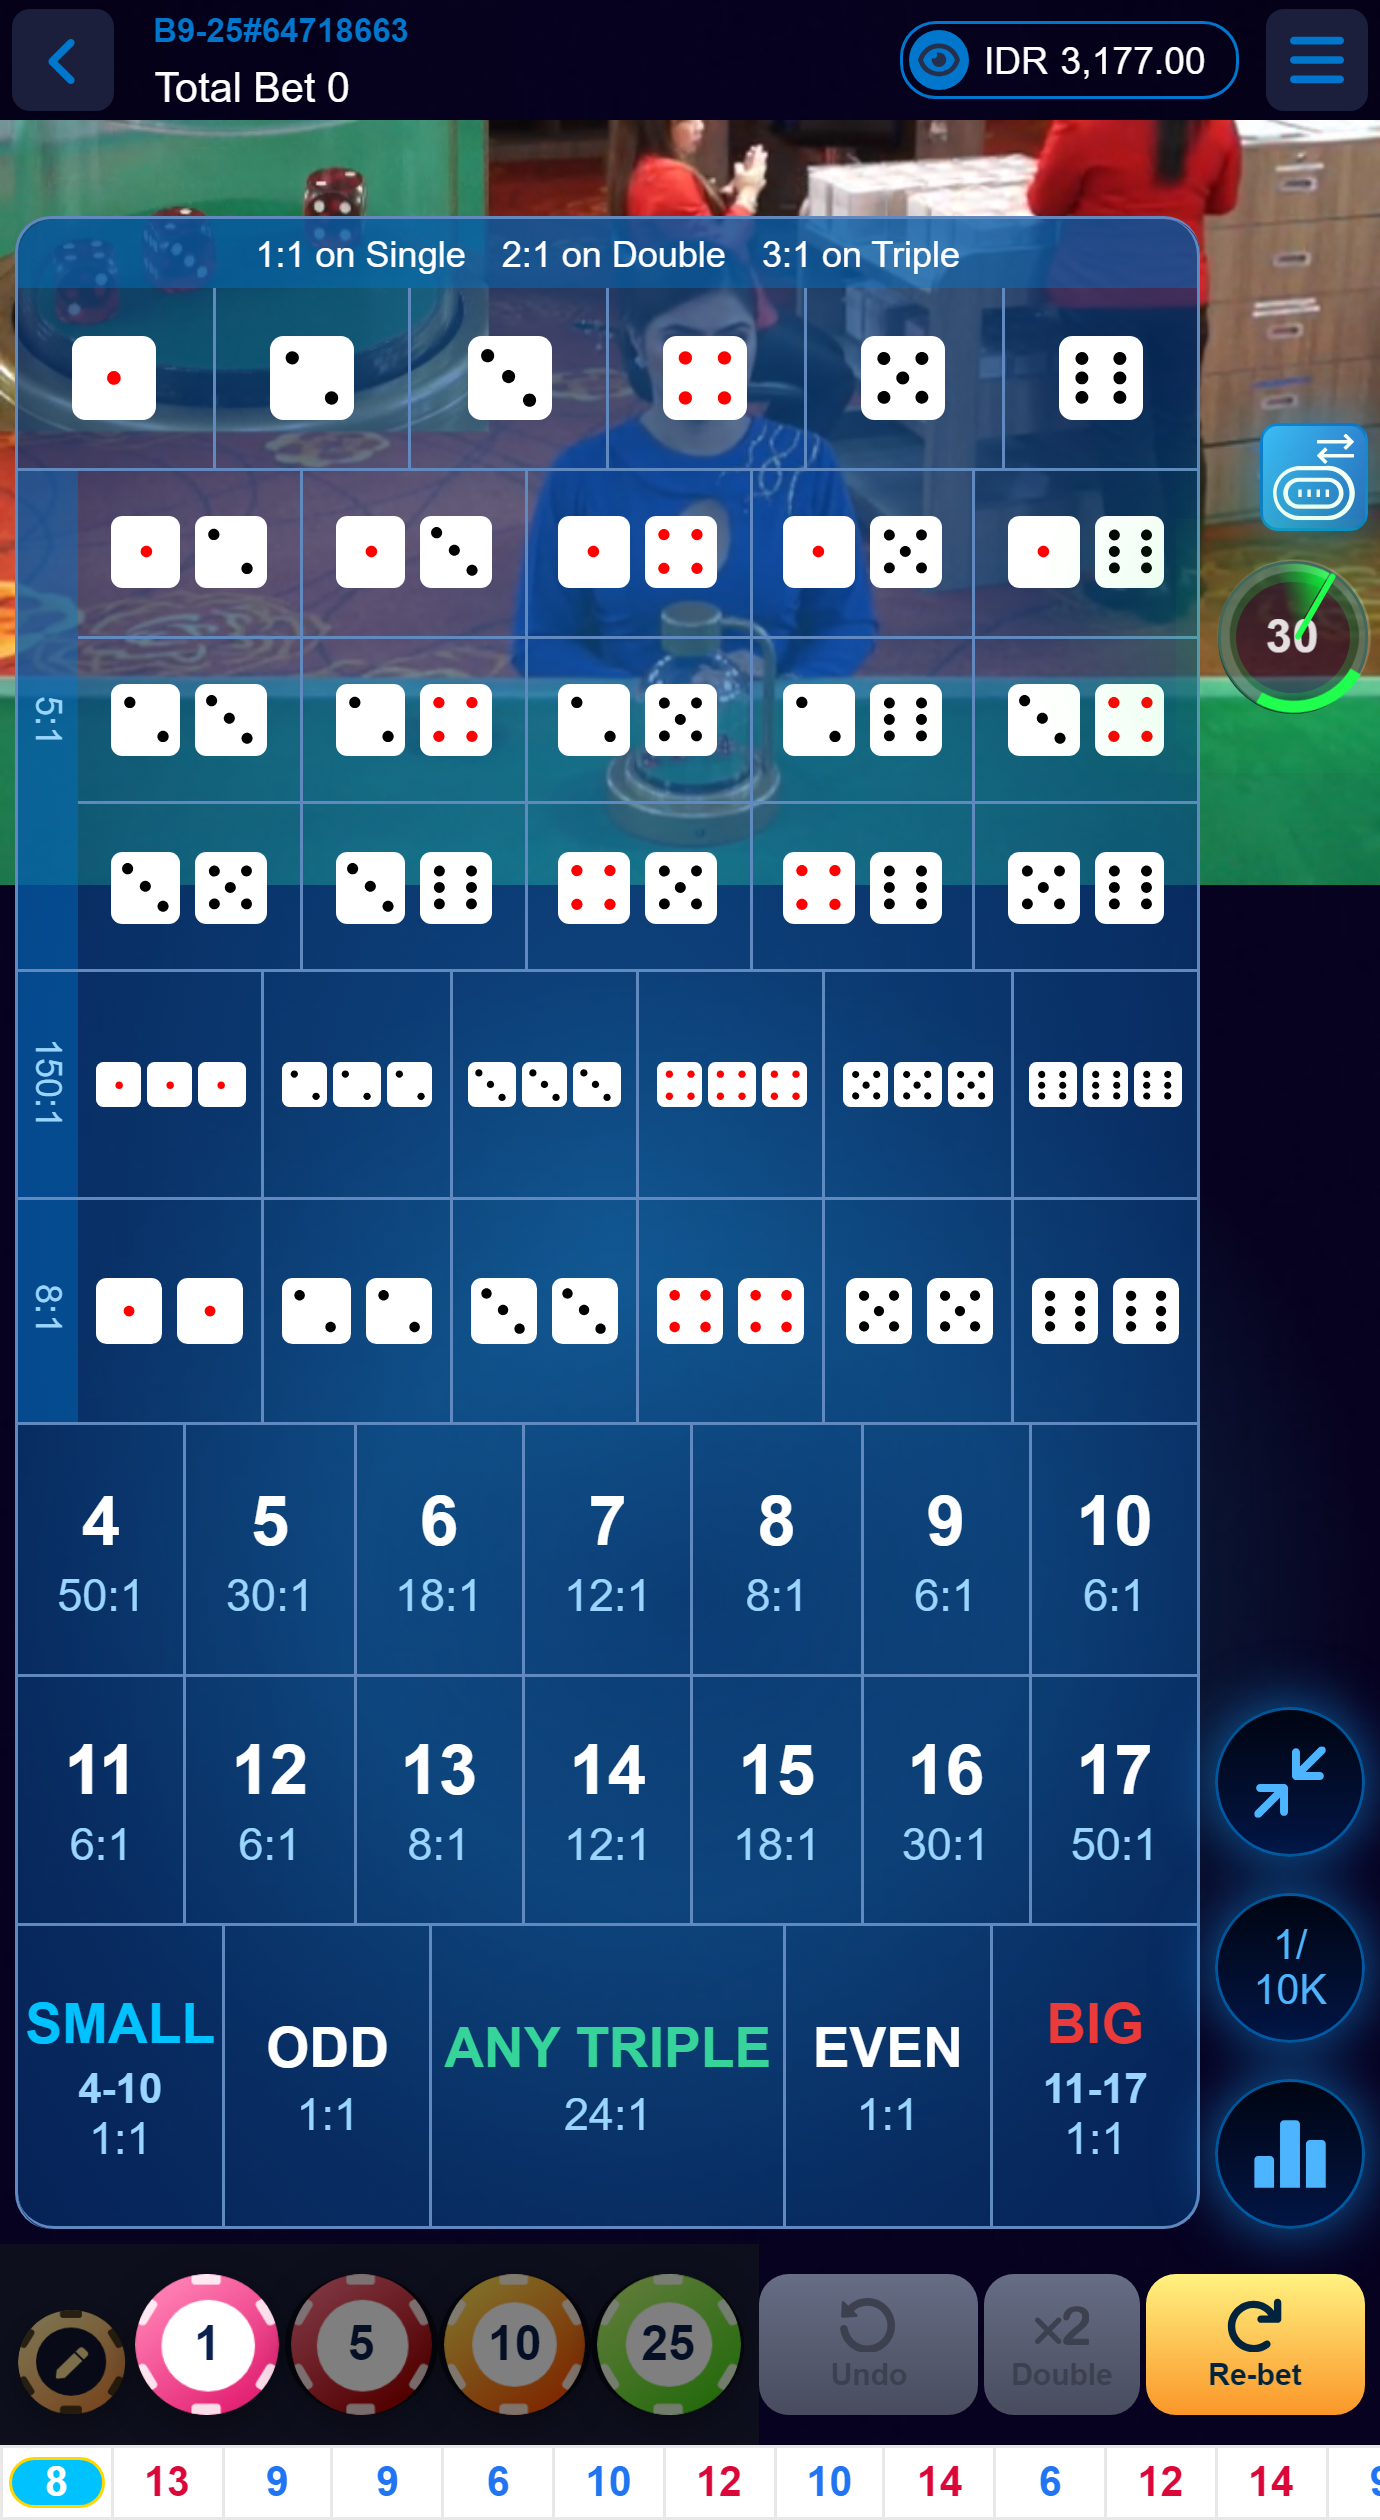 B9-25#64718663
Total Bet 0
IDR 3,177.00
1:1 on Single 2:1 on Double 3:1 on Triple
30
5:1
150:1
8:1
4 5 6 7 8 9 10
50:1 30:1 18:1 12:1 8:1 6:1 6:1
11 12 13 14 15 16 17
6:1 6:1 8:1 12:1 18:1 30:1 50:1
SMALL ODD ANY TRIPLE EVEN BIG
4-10 11-17
1:1 1:1 24:1 1:1 1:1
1/
10K
1 5 10 25
x2
Undo Double Re-bet
8 13 9 9 6 10 12 10 14 6 12 14